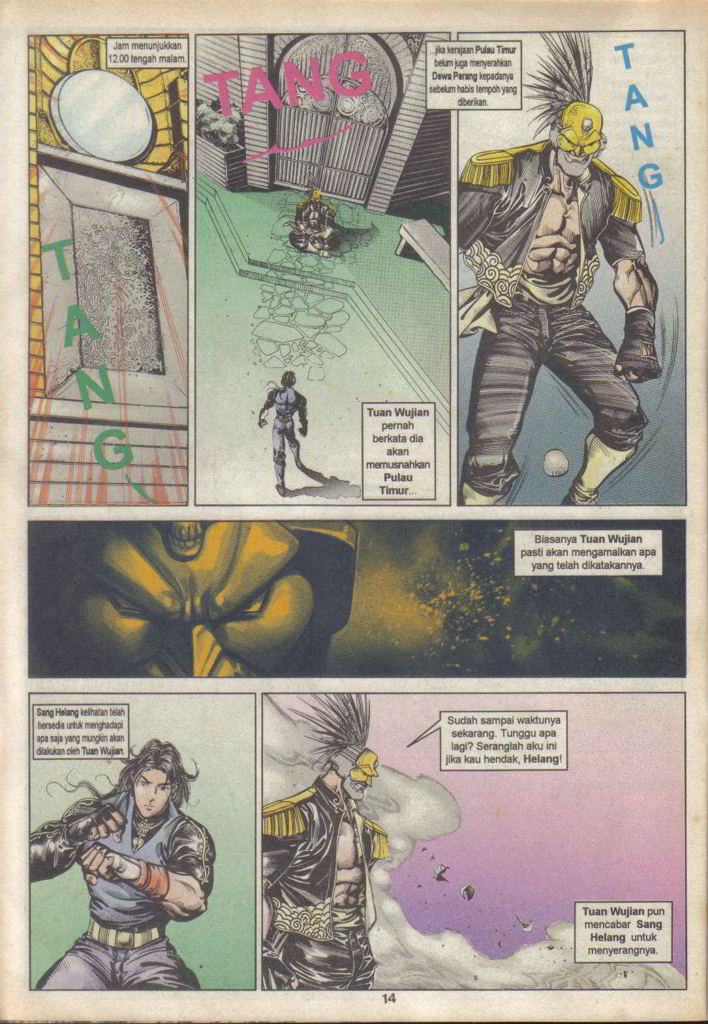 Jam menunjukkan
12.00 tengah malam.
TANG
TANG
Tuan Wujian
pernah
berkata dia
akan
memusnahkan
Pulau
Timur...
...jika kerajaan Pulau Timur
belum juga menyerahkan
Dewa Perang kepadanya
sebelum habis tempoh yang
diberikan.
TANG
Biasanya Tuan Wujian
pasti akan mengamalkan apa
yang telah dikatakannya.
Sang Helang kelihatan telah
bersedia untuk menghadapi
apa saja yang mungkin akan
dilakukan oleh Tuan Wujian.
Sudah sampai waktunya
sekarang. Tunggu apa
lagi? Seranglah aku ini
jika kau hendak, Helang!
Tuan Wujian pun
mencabar Sang
Helang untuk
menyerangnya.
14